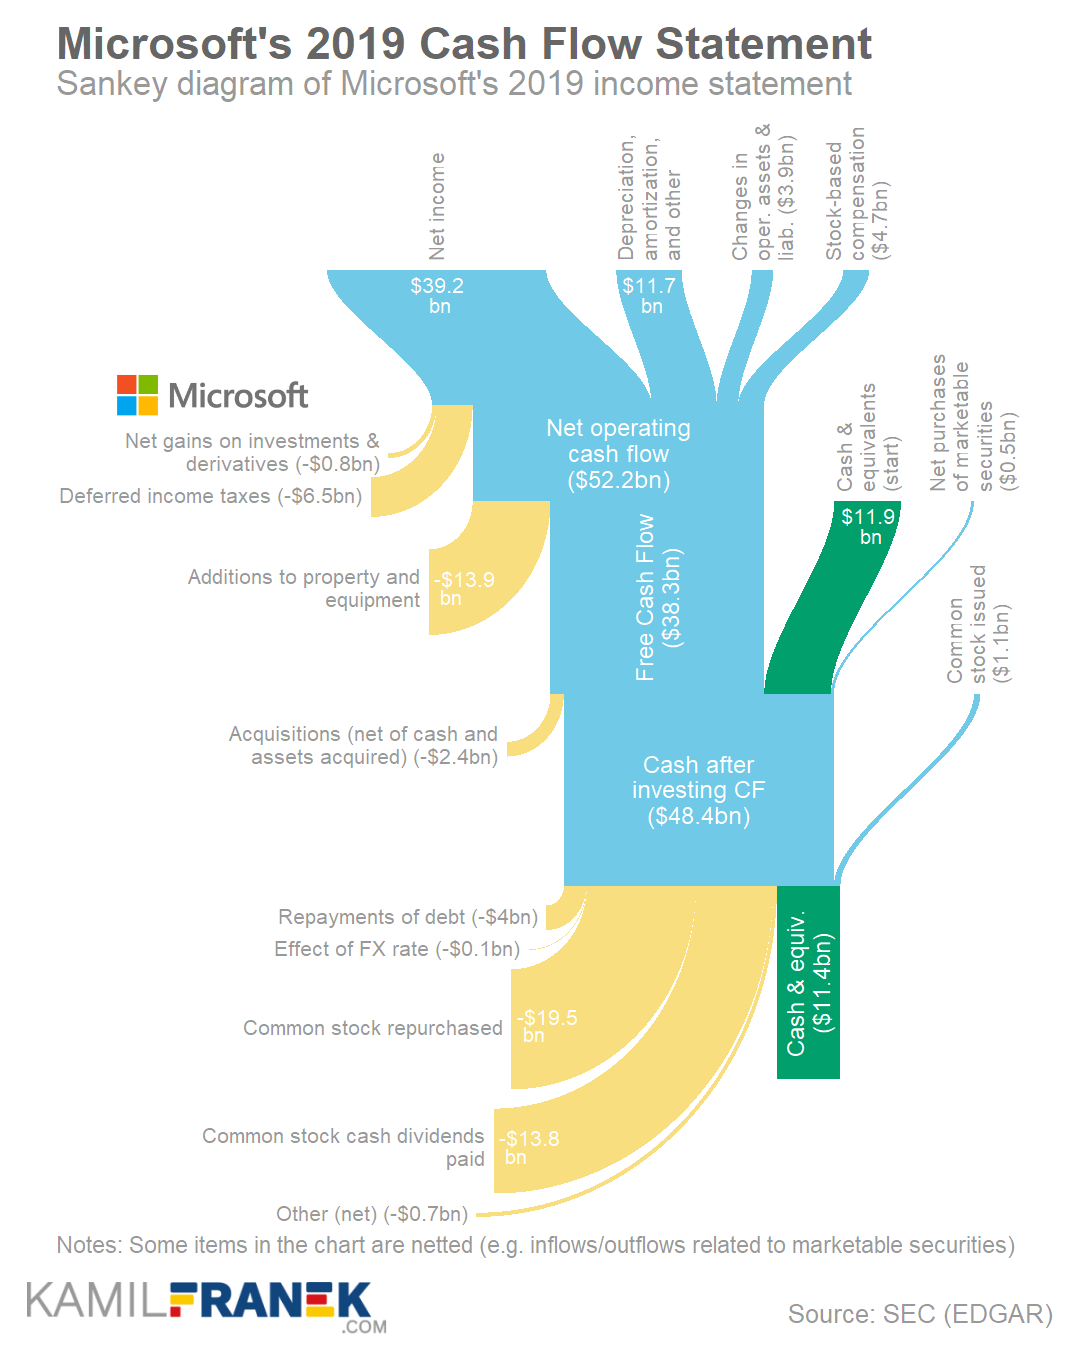 Microsoft's 2019 Cash Flow Statement
Sankey diagram of Microsoft's 2019 income statement
Net income
Depreciation,
amortization,
and other
Changes in
oper. assets &
liab. ($3.9bn)
Stock-based
compensation
($4.7bn)
$39.2
bn
$11.7
bn
Microsoft
Net gains on investments &
derivatives (-$0.8bn)
Deferred income taxes (-$6.5bn)
Net operating
cash flow
($52.2bn)
Cash &
equivalents
(start)
Net purchases
of marketable
securities
($0.5bn)
$11.9
bn
Additions to property and
equipment
-$13.9
bn
Free Cash Flow
($38.3bn)
Common
stock issued
($1.1bn)
Acquisitions (net of cash and
assets acquired) (-$2.4bn)
Cash after
investing CF
($48.4bn)
Repayments of debt (-$4bn)
Effect of FX rate (-$0.1bn)
Common stock repurchased
-$19.5
bn
Cash & equiv.
($11.4bn)
Common stock cash dividends
paid
-$13.8
bn
Other (net) (-$0.7bn)
Notes: Some items in the chart are netted (e.g. inflows/outflows related to marketable securities)
KAMILFRANEK
.COM
Source: SEC (EDGAR)